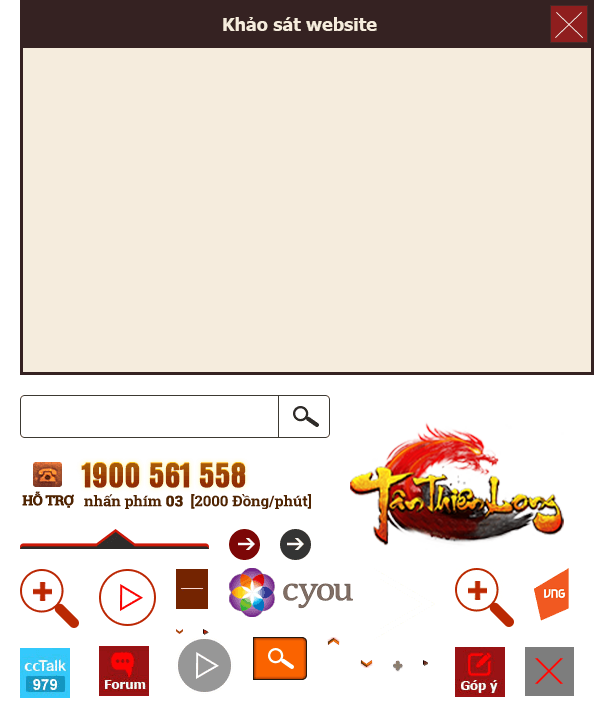 Khảo sát website
1900 561 558
HỖ TRỢ nhấn phím 03 [2000 Đồng/phút]
Tân Thiên Long
cyou
VNG
ccTalk
979
Forum
Góp ý